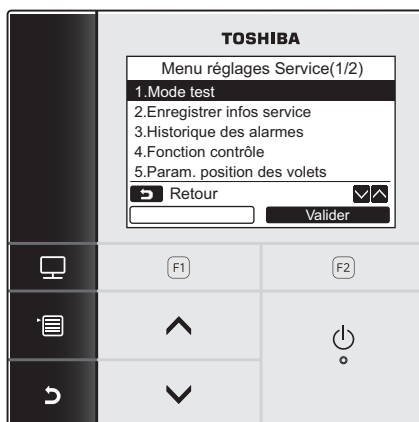 TOSHIBA
Menu réglages Service(1/2)
1.Mode test
2.Enregistrer infos service
3.Historique des alarmes
4.Fonction contrôle
5.Param. position des volets
Retour
Valider
F1
F2